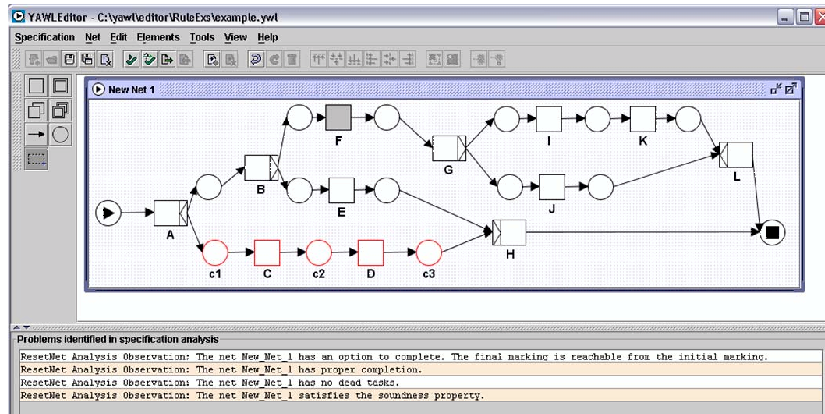 YAWLEditor - C:\yawl\editor\RuleExs\example.ywl
Specification Net Edit Elements Tools View Help
New Net 1
F
I
K
B
G
L
E
J
A
H
c1
C
c2
D
c3
Problems identified in specification analysis
ResetNet Analysis Observation: The net New_Net_1 has an option to complete. The final marking is reachable from the initial marking.
ResetNet Analysis Observation: The net New_Net_1 has proper completion.
ResetNet Analysis Observation: The net New_Net_1 has no dead tasks.
ResetNet Analysis Observation: The net New_Net_1 satisfies the soundness property.